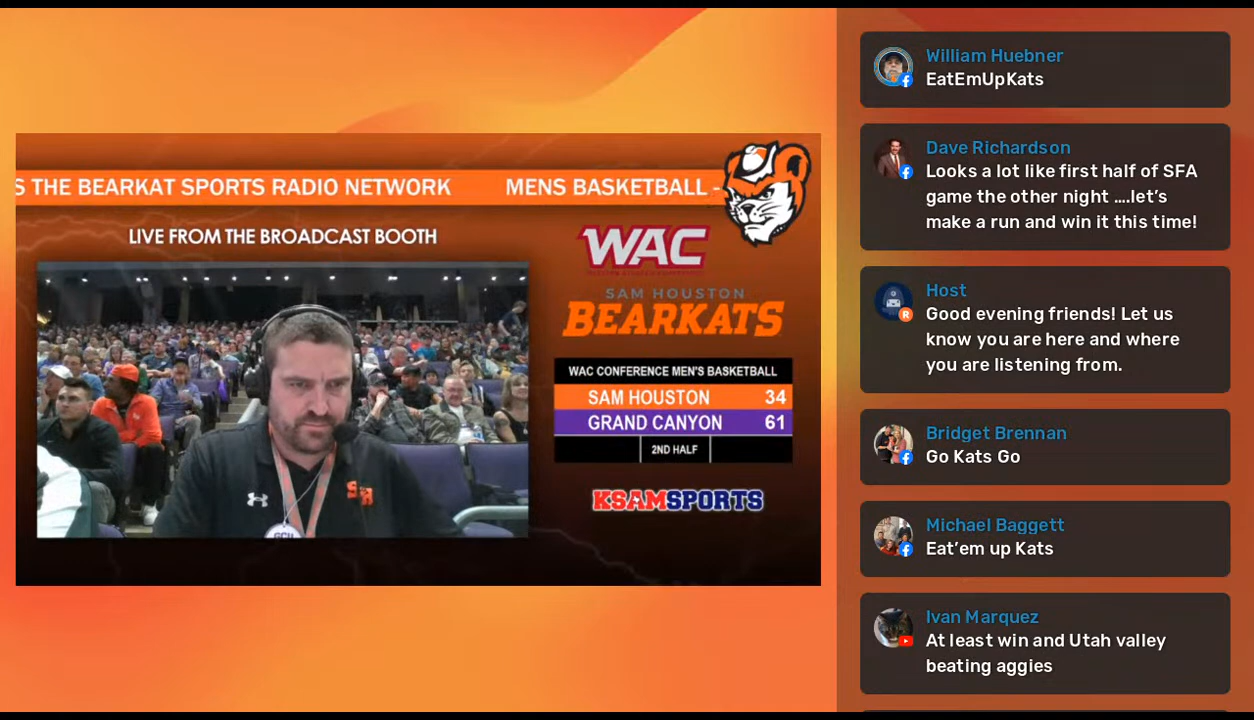 S THE BEARKAT SPORTS RADIO NETWORK MENS BASKETBALL -
LIVE FROM THE BROADCAST BOOTH
WAC
SAM HOUSTON
BEARKATS
WAC CONFERENCE MEN'S BASKETBALL
SAM HOUSTON 34
GRAND CANYON 61
2ND HALF
KSAMSPORTS
GCU
William Huebner
EatEmUpKats
Dave Richardson
Looks a lot like first half of SFA
game the other night ....let’s
make a run and win it this time!
Host
Good evening friends! Let us
know you are here and where
you are listening from.
Bridget Brennan
Go Kats Go
Michael Baggett
Eat’em up Kats
Ivan Marquez
At least win and Utah valley
beating aggies